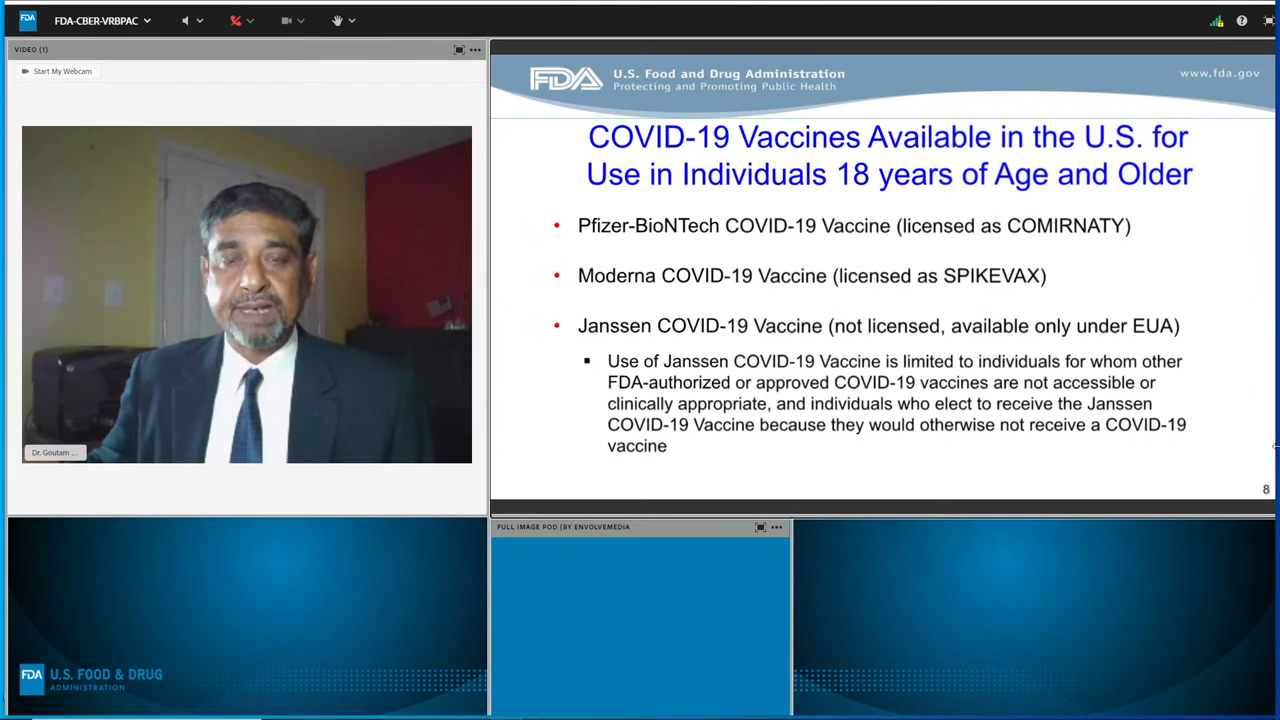 FDA
FDA-CBER-VRBPAC
VIDEO (1)
Start My Webcam
Dr. Goutam ...
FDA
U.S. Food and Drug Administration
Protecting and Promoting Public Health
www.fda.gov
COVID-19 Vaccines Available in the U.S. for
Use in Individuals 18 years of Age and Older
• Pfizer-BioNTech COVID-19 Vaccine (licensed as COMIRNATY)
• Moderna COVID-19 Vaccine (licensed as SPIKEVAX)
• Janssen COVID-19 Vaccine (not licensed, available only under EUA)
▪ Use of Janssen COVID-19 Vaccine is limited to individuals for whom other
FDA-authorized or approved COVID-19 vaccines are not accessible or
clinically appropriate, and individuals who elect to receive the Janssen
COVID-19 Vaccine because they would otherwise not receive a COVID-19
vaccine
8
FULL IMAGE POD (BY ENVOLVEMEDIA
FDA
U.S. FOOD & DRUG
ADMINISTRATION